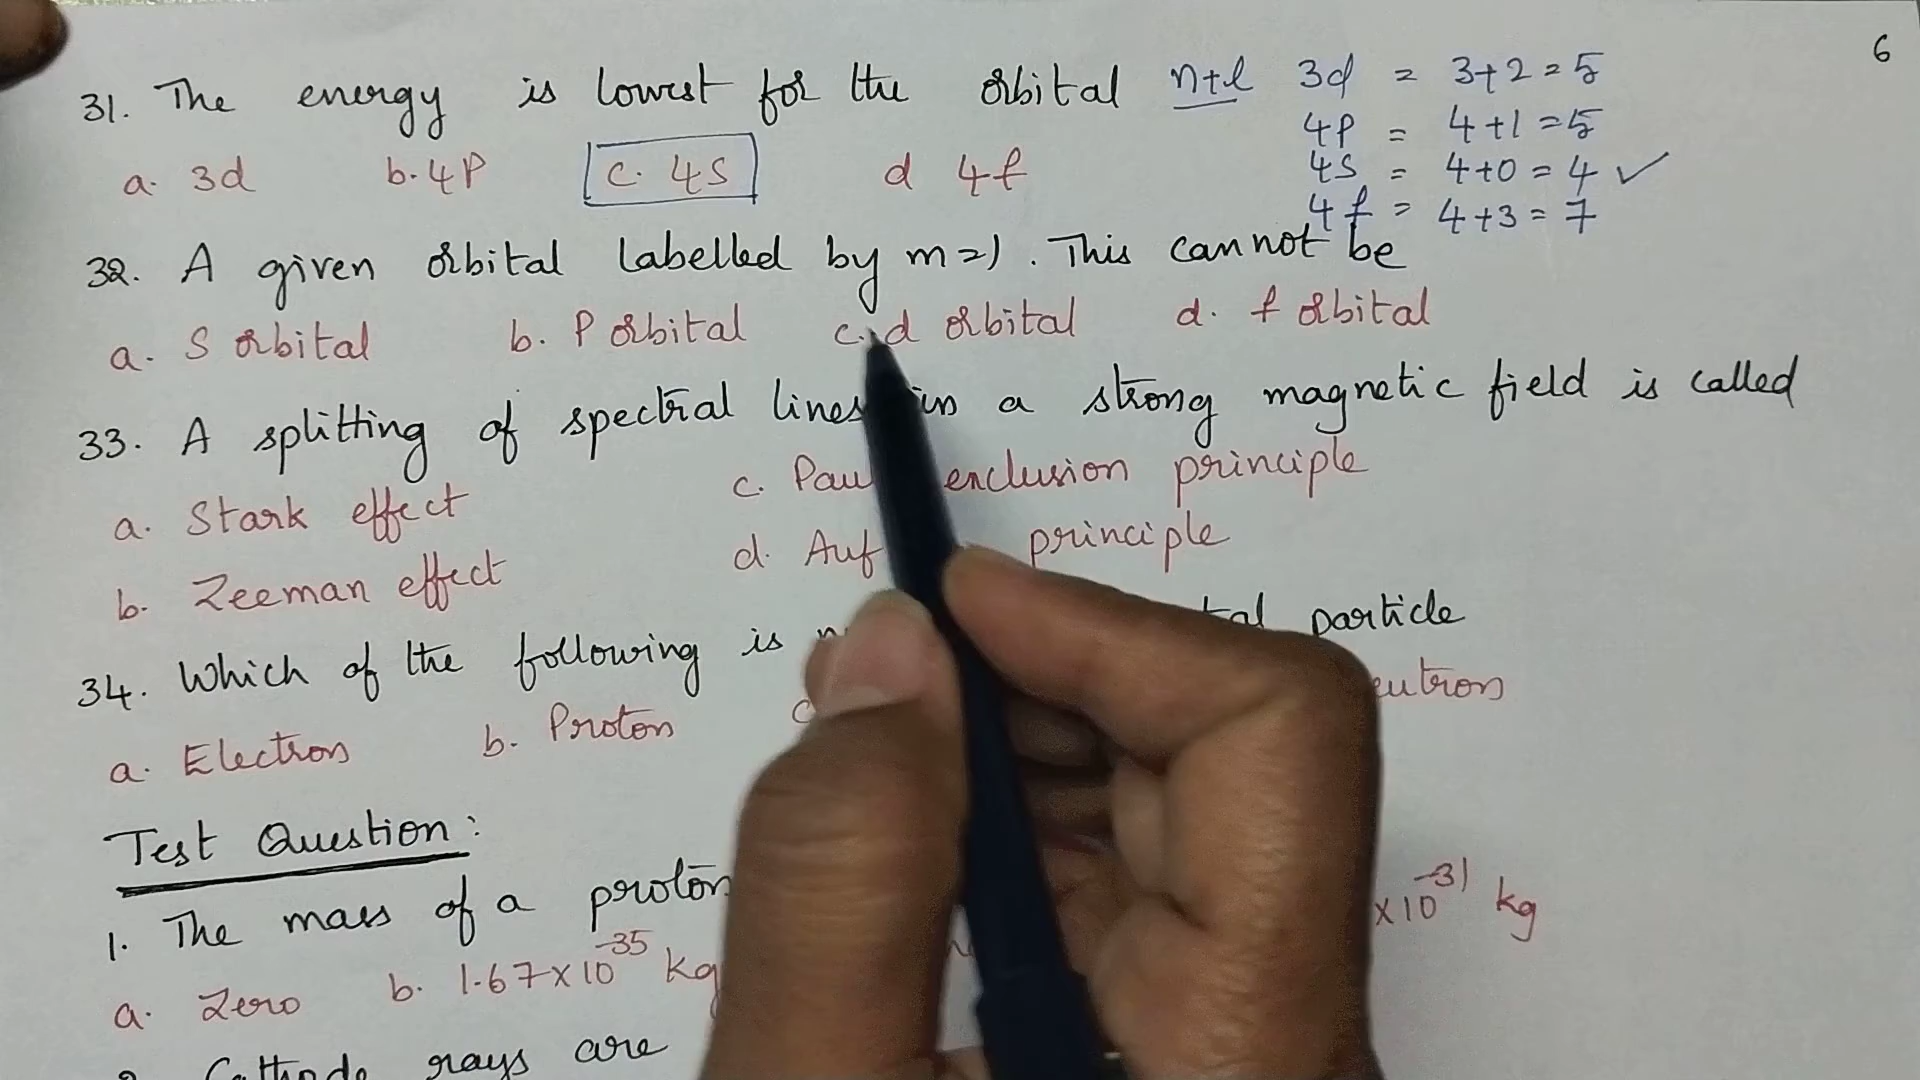 6
31. The energy is lowest for the orbital n+l 3d = 3+2=5
4p = 4+1=5
a. 3d b. 4P c. 4S d 4f 4S = 4+0=4 ✓
4f = 4+3=7
32. A given orbital labelled by m=1. This cannot be
a. S orbital b. P orbital c. d orbital d. f orbital
33. A splitting of spectral lines in a strong magnetic field is called
a. Stark effect c. exclusion principle
b. Zeeman effect d. principle
34. Which of the following is particle
a. Electron b. Proton
Test Question:
1. The mass of a proton ×10⁻³¹ kg
a. Zero b. 1.67×10⁻³⁵ kg
Cathode rays are